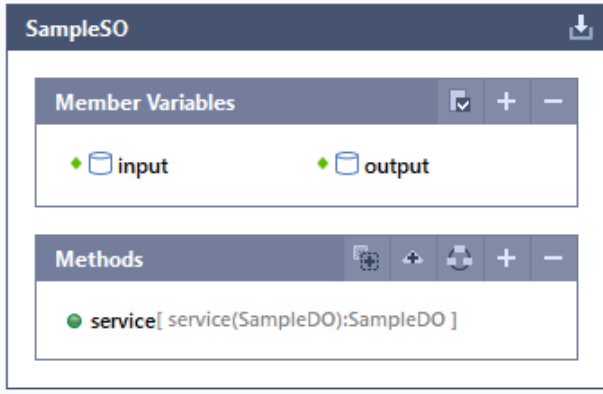 SampleSO
Member Variables
input output
Methods
service[ service(SampleDO):SampleDO ]